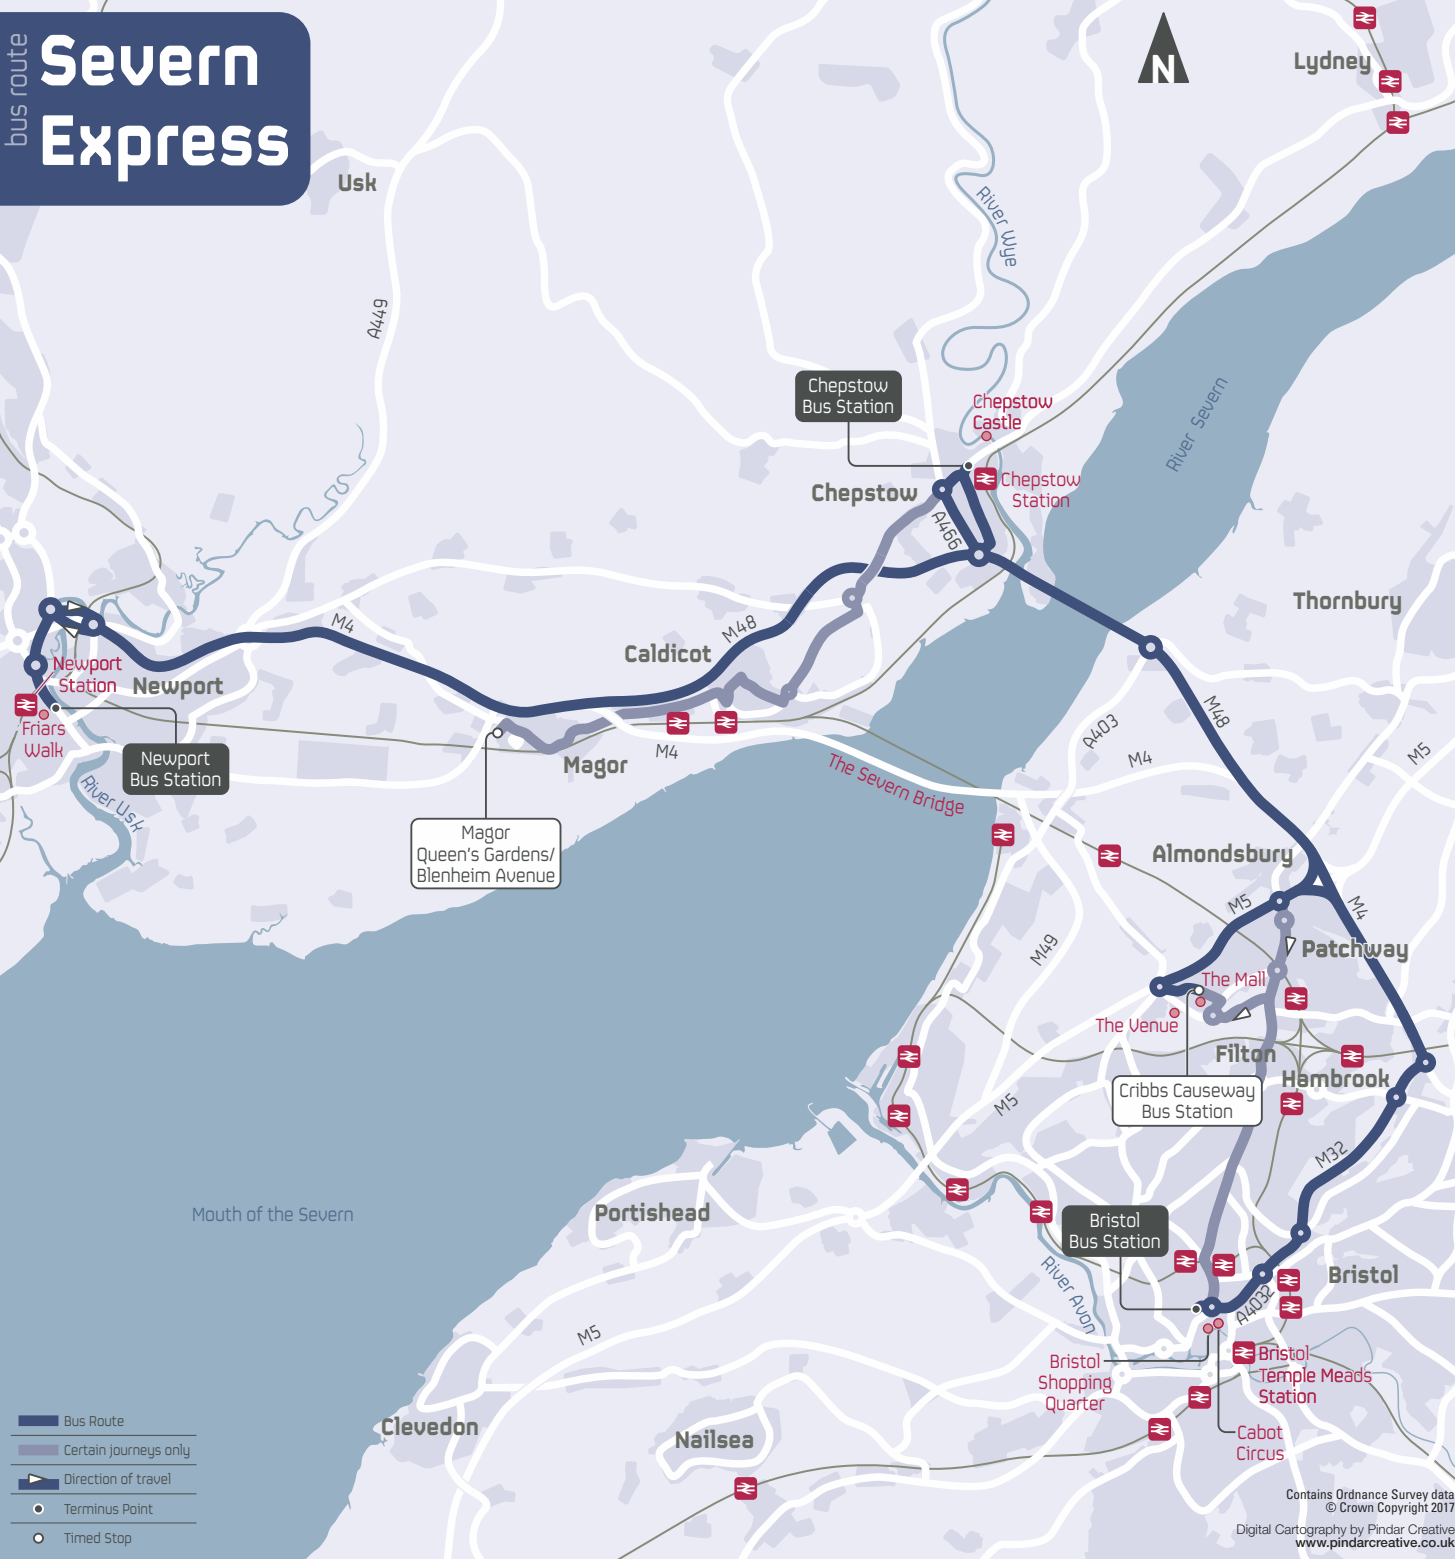 bus route
Severn
Express
N
Lydney
Usk
River Wye
A449
River Severn
Chepstow
Bus Station
Chepstow
Castle
Chepstow
Chepstow
Station
A466
Thornbury
M4
M48
Caldicot
Newport
Station
Newport
Friars
Walk
Newport
Bus Station
River Usk
Magor
M4
The Severn Bridge
A403
M48
M4
M5
Magor
Queen's Gardens/
Blenheim Avenue
Almondsbury
M5
M4
M49
Patchway
The Mall
The Venue
Filton
Hambrook
Cribbs Causeway
Bus Station
M5
M32
Mouth of the Severn
Portishead
Bristol
Bus Station
River Avon
Bristol
A4032
M5
Bristol
Shopping
Quarter
Bristol
Temple Meads
Station
Cabot
Circus
Clevedon
Nailsea
Bus Route
Certain journeys only
Direction of travel
Terminus Point
Timed Stop
Contains Ordnance Survey data
© Crown Copyright 2017
Digital Cartography by Pindar Creative
www.pindarcreative.co.uk